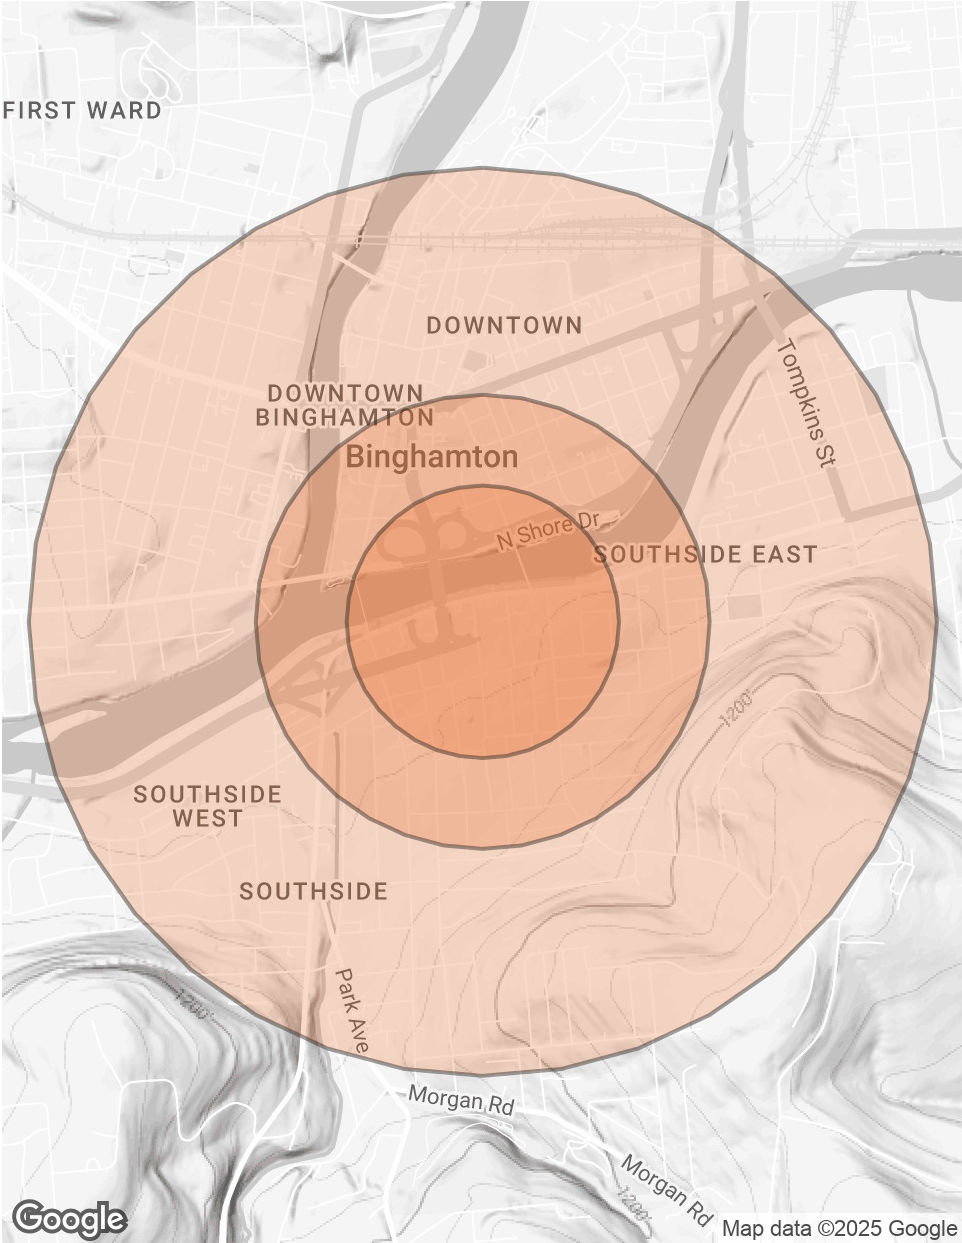 FIRST WARD
DOWNTOWN
Tompkins St
DOWNTOWN
BINGHAMTON
Binghamton
N Shore Dr
SOUTHSIDE EAST
1200'
SOUTHSIDE
WEST
SOUTHSIDE
Park Ave
1200'
Morgan Rd
Morgan Rd
1200'
Google
Map data ©2025 Google